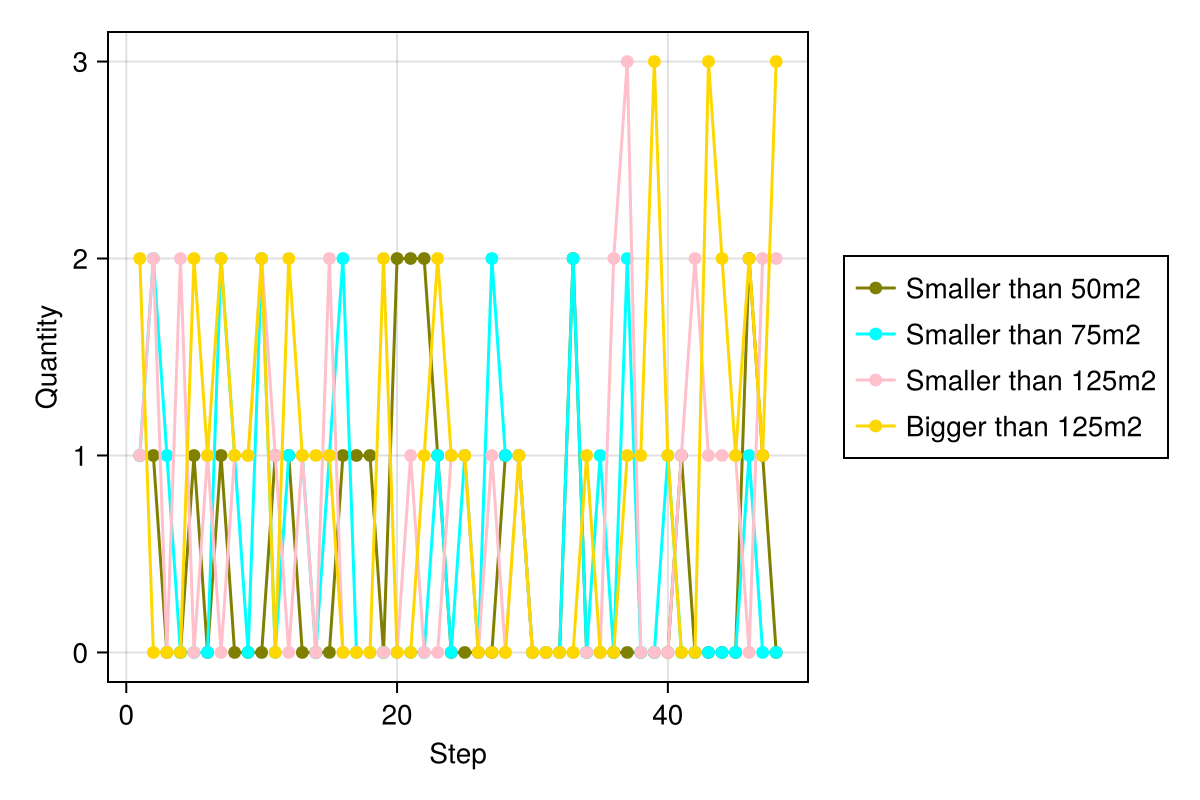 3
2
1
0
Quantity
0
20
40
Step
Smaller than 50m2
Smaller than 75m2
Smaller than 125m2
Bigger than 125m2